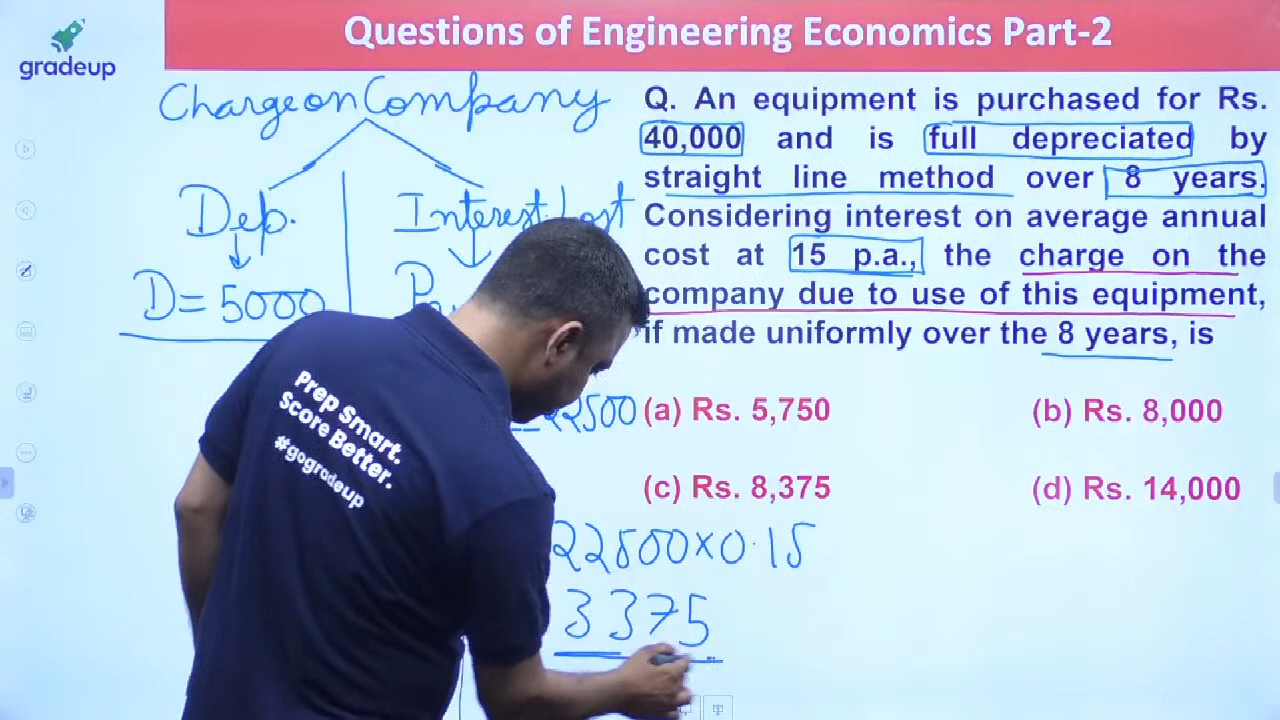 gradeup
Questions of Engineering Economics Part-2
Charge on Company
Dep.
Interest Cost
D = 5000
Q. An equipment is purchased for Rs.
40,000 and is full depreciated by
straight line method over 8 years.
Considering interest on average annual
cost at 15 p.a., the charge on the
company due to use of this equipment,
if made uniformly over the 8 years, is
(a) Rs. 5,750
(b) Rs. 8,000
(c) Rs. 8,375
(d) Rs. 14,000
22500
22500×0.15
3375
Prep Smart.
Score Better.
#gogradeup